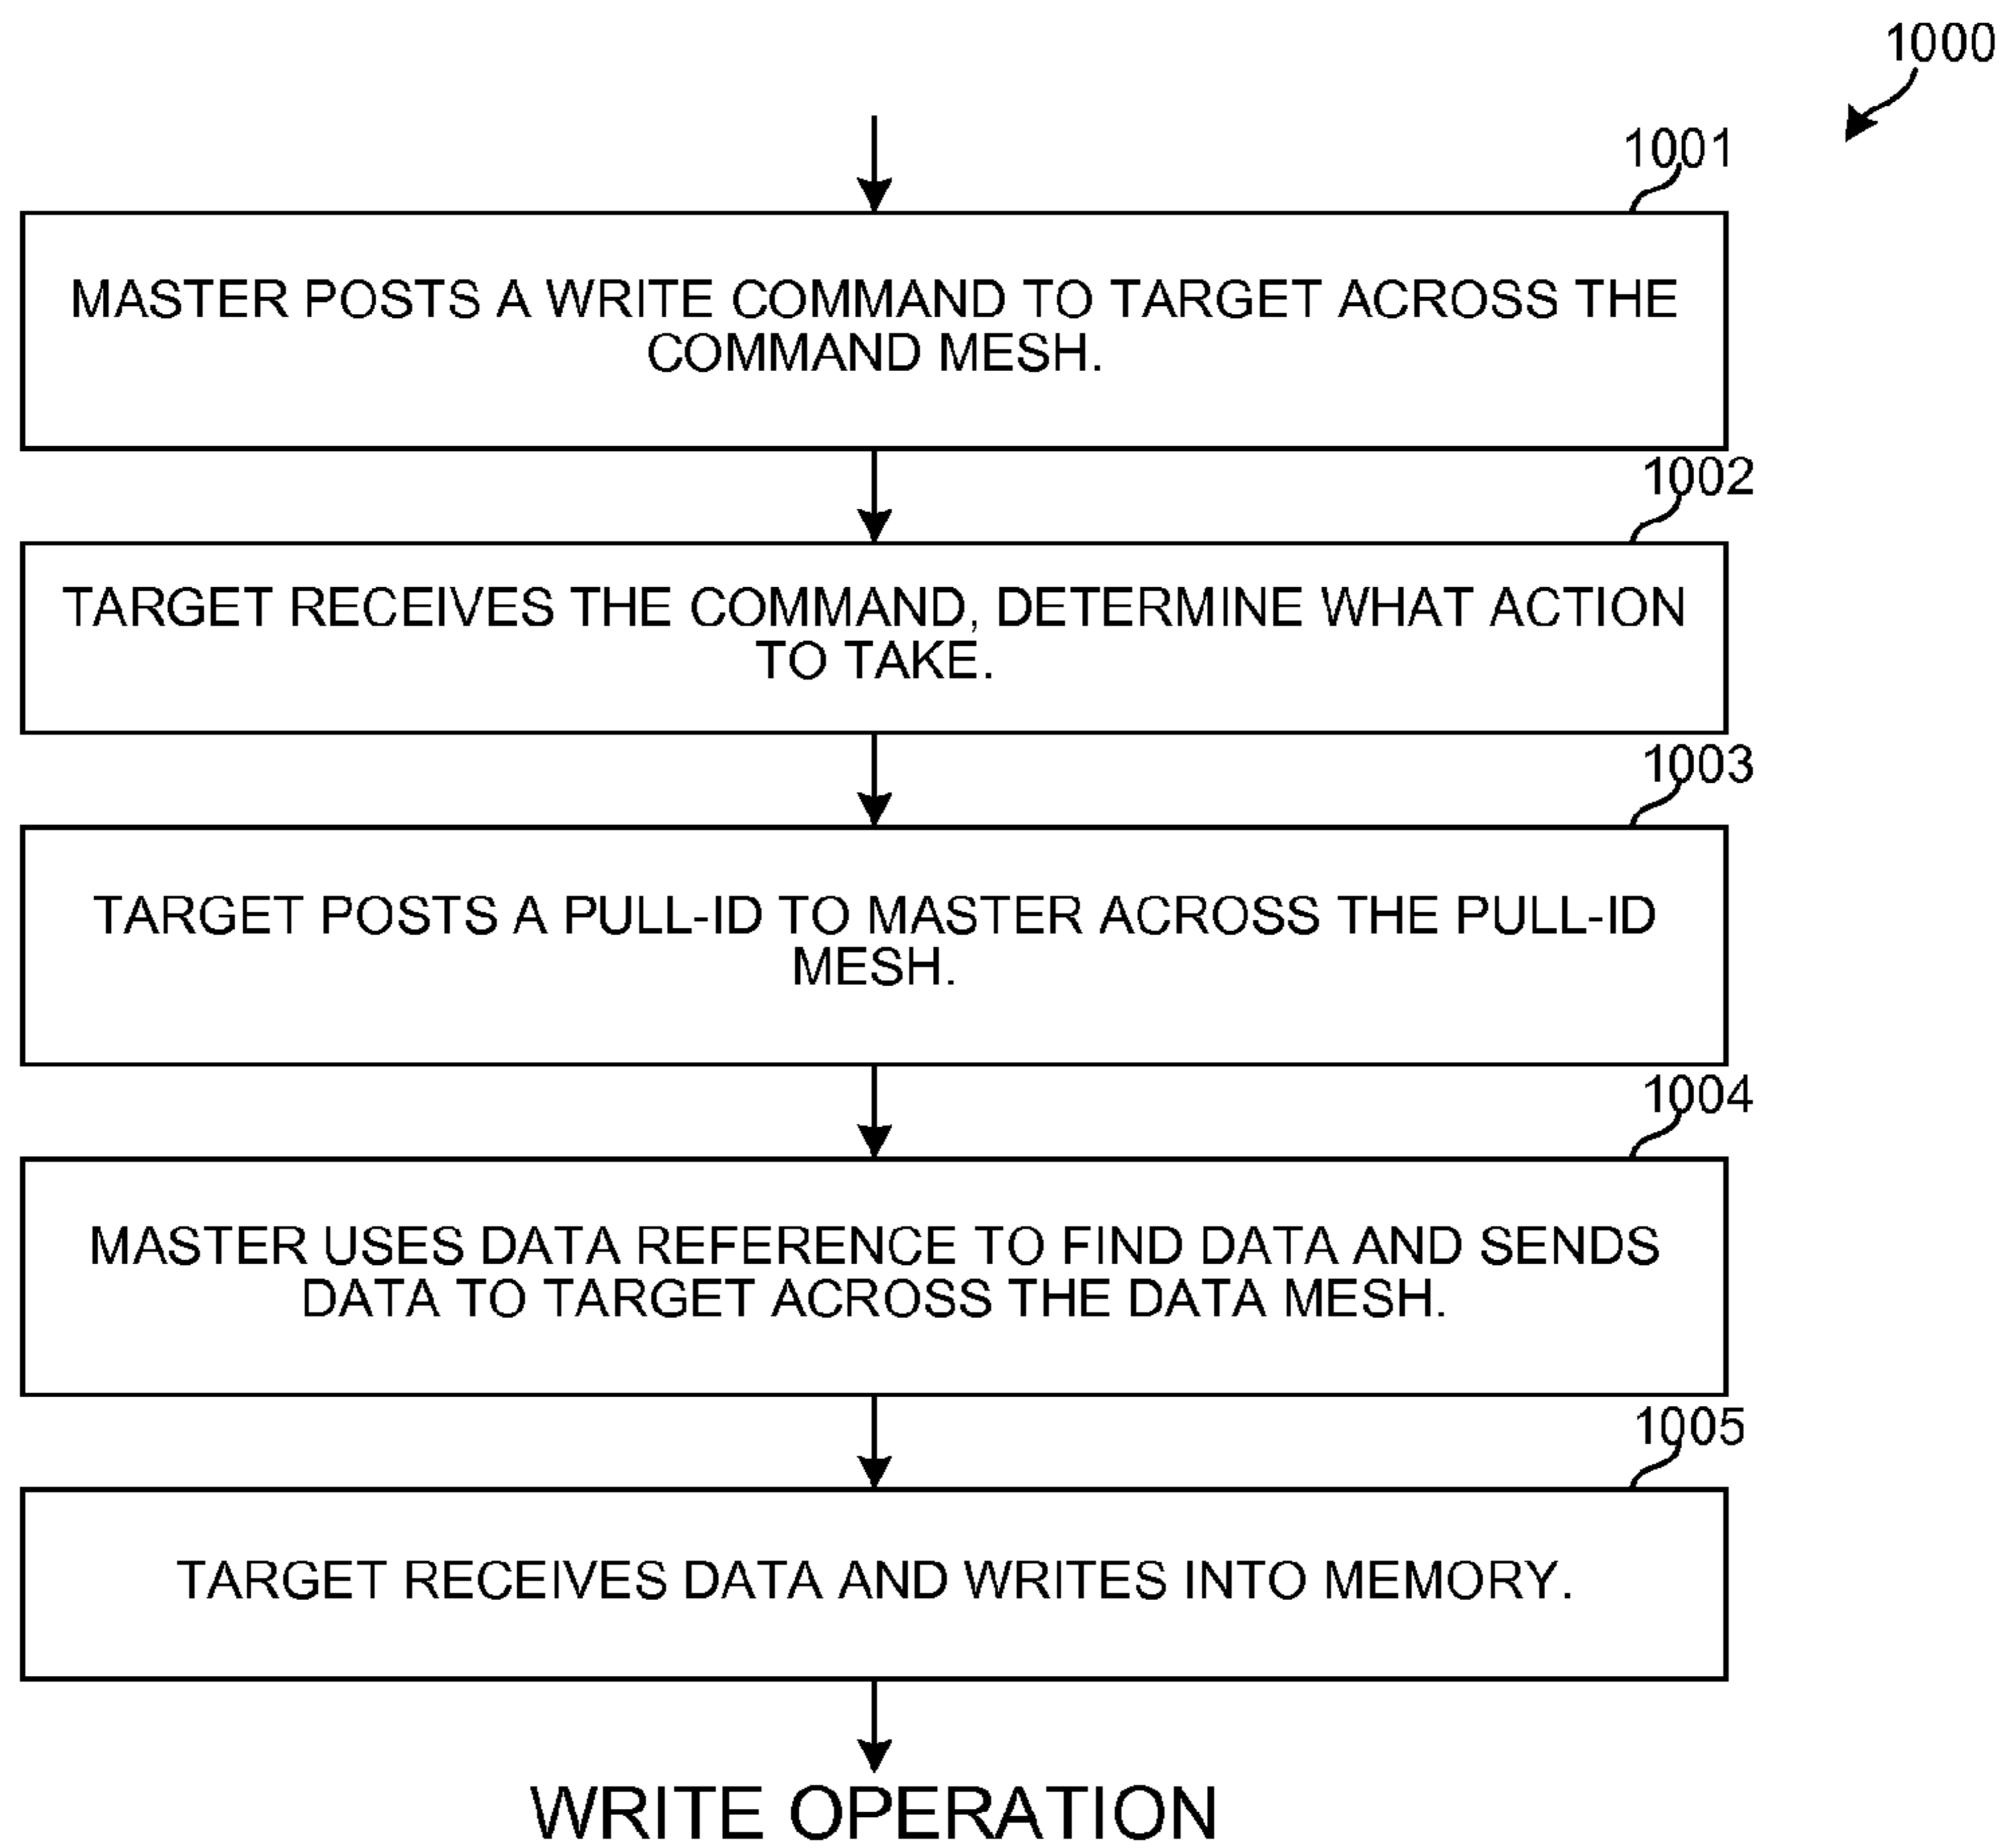 1000
1001
MASTER POSTS A WRITE COMMAND TO TARGET ACROSS THE
COMMAND MESH.
1002
TARGET RECEIVES THE COMMAND, DETERMINE WHAT ACTION
TO TAKE.
1003
TARGET POSTS A PULL-ID TO MASTER ACROSS THE PULL-ID
MESH.
1004
MASTER USES DATA REFERENCE TO FIND DATA AND SENDS
DATA TO TARGET ACROSS THE DATA MESH.
1005
TARGET RECEIVES DATA AND WRITES INTO MEMORY.
WRITE OPERATION